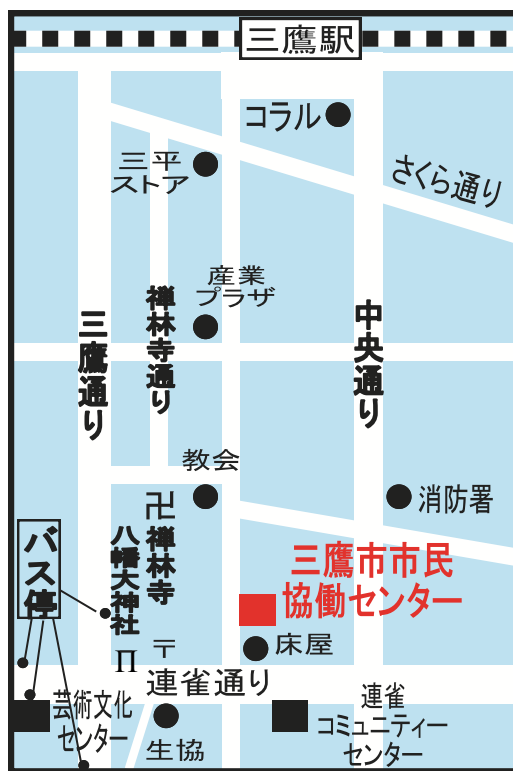 三鷹駅
コラル
三平
ストア
さくら通り
産業
プラザ
禅林寺通り
三鷹通り
中央通り
教会
消防署
卍禅林寺
八幡大神社
バス停
三鷹市市民
協働センター
床屋
〒
連雀通り
芸術文化
センター
生協
連雀
コミュニティー
センター